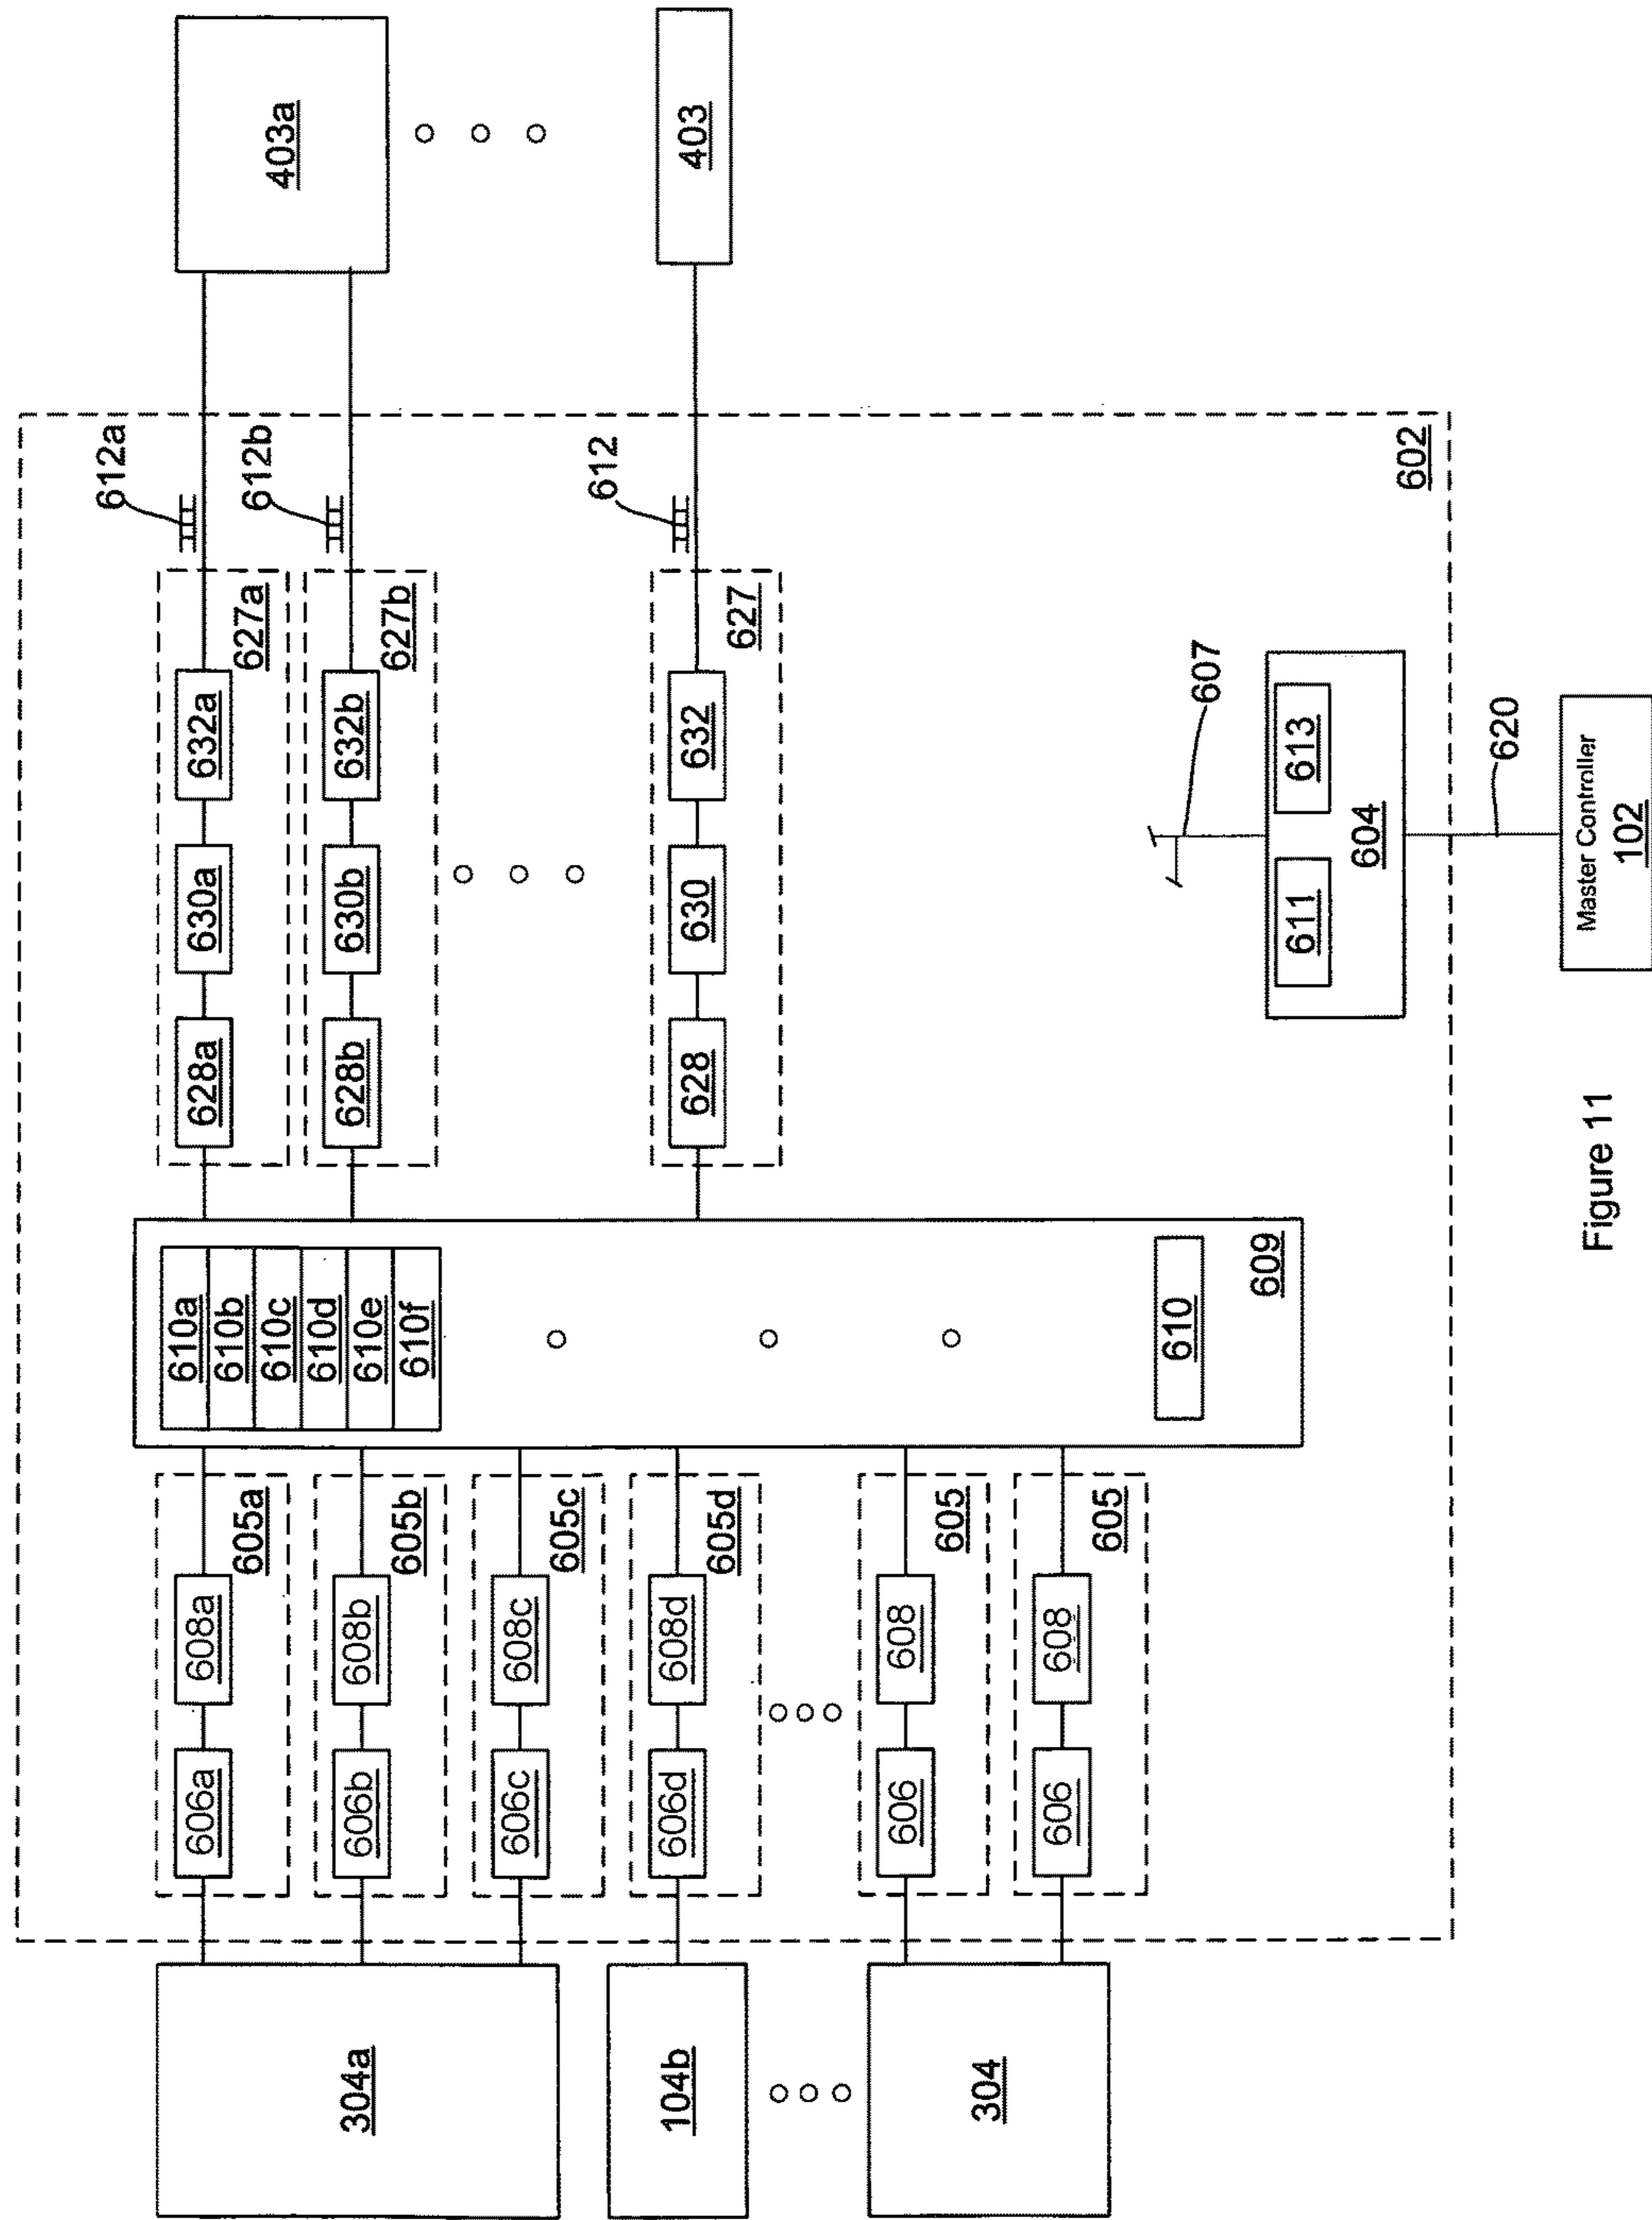 612a
403a
304a
606a
608a
605a
610a
610b
610c
610d
610e
610f
628a
630a
632a
627a
612b
606b
608b
605b
628b
630b
632b
627b
606c
608c
605c
612
403
104b
606d
608d
605d
628
630
632
627
304
606
608
605
606
608
605
610
609
607
611
613
604
602
620
Master Controller
102
Figure 11